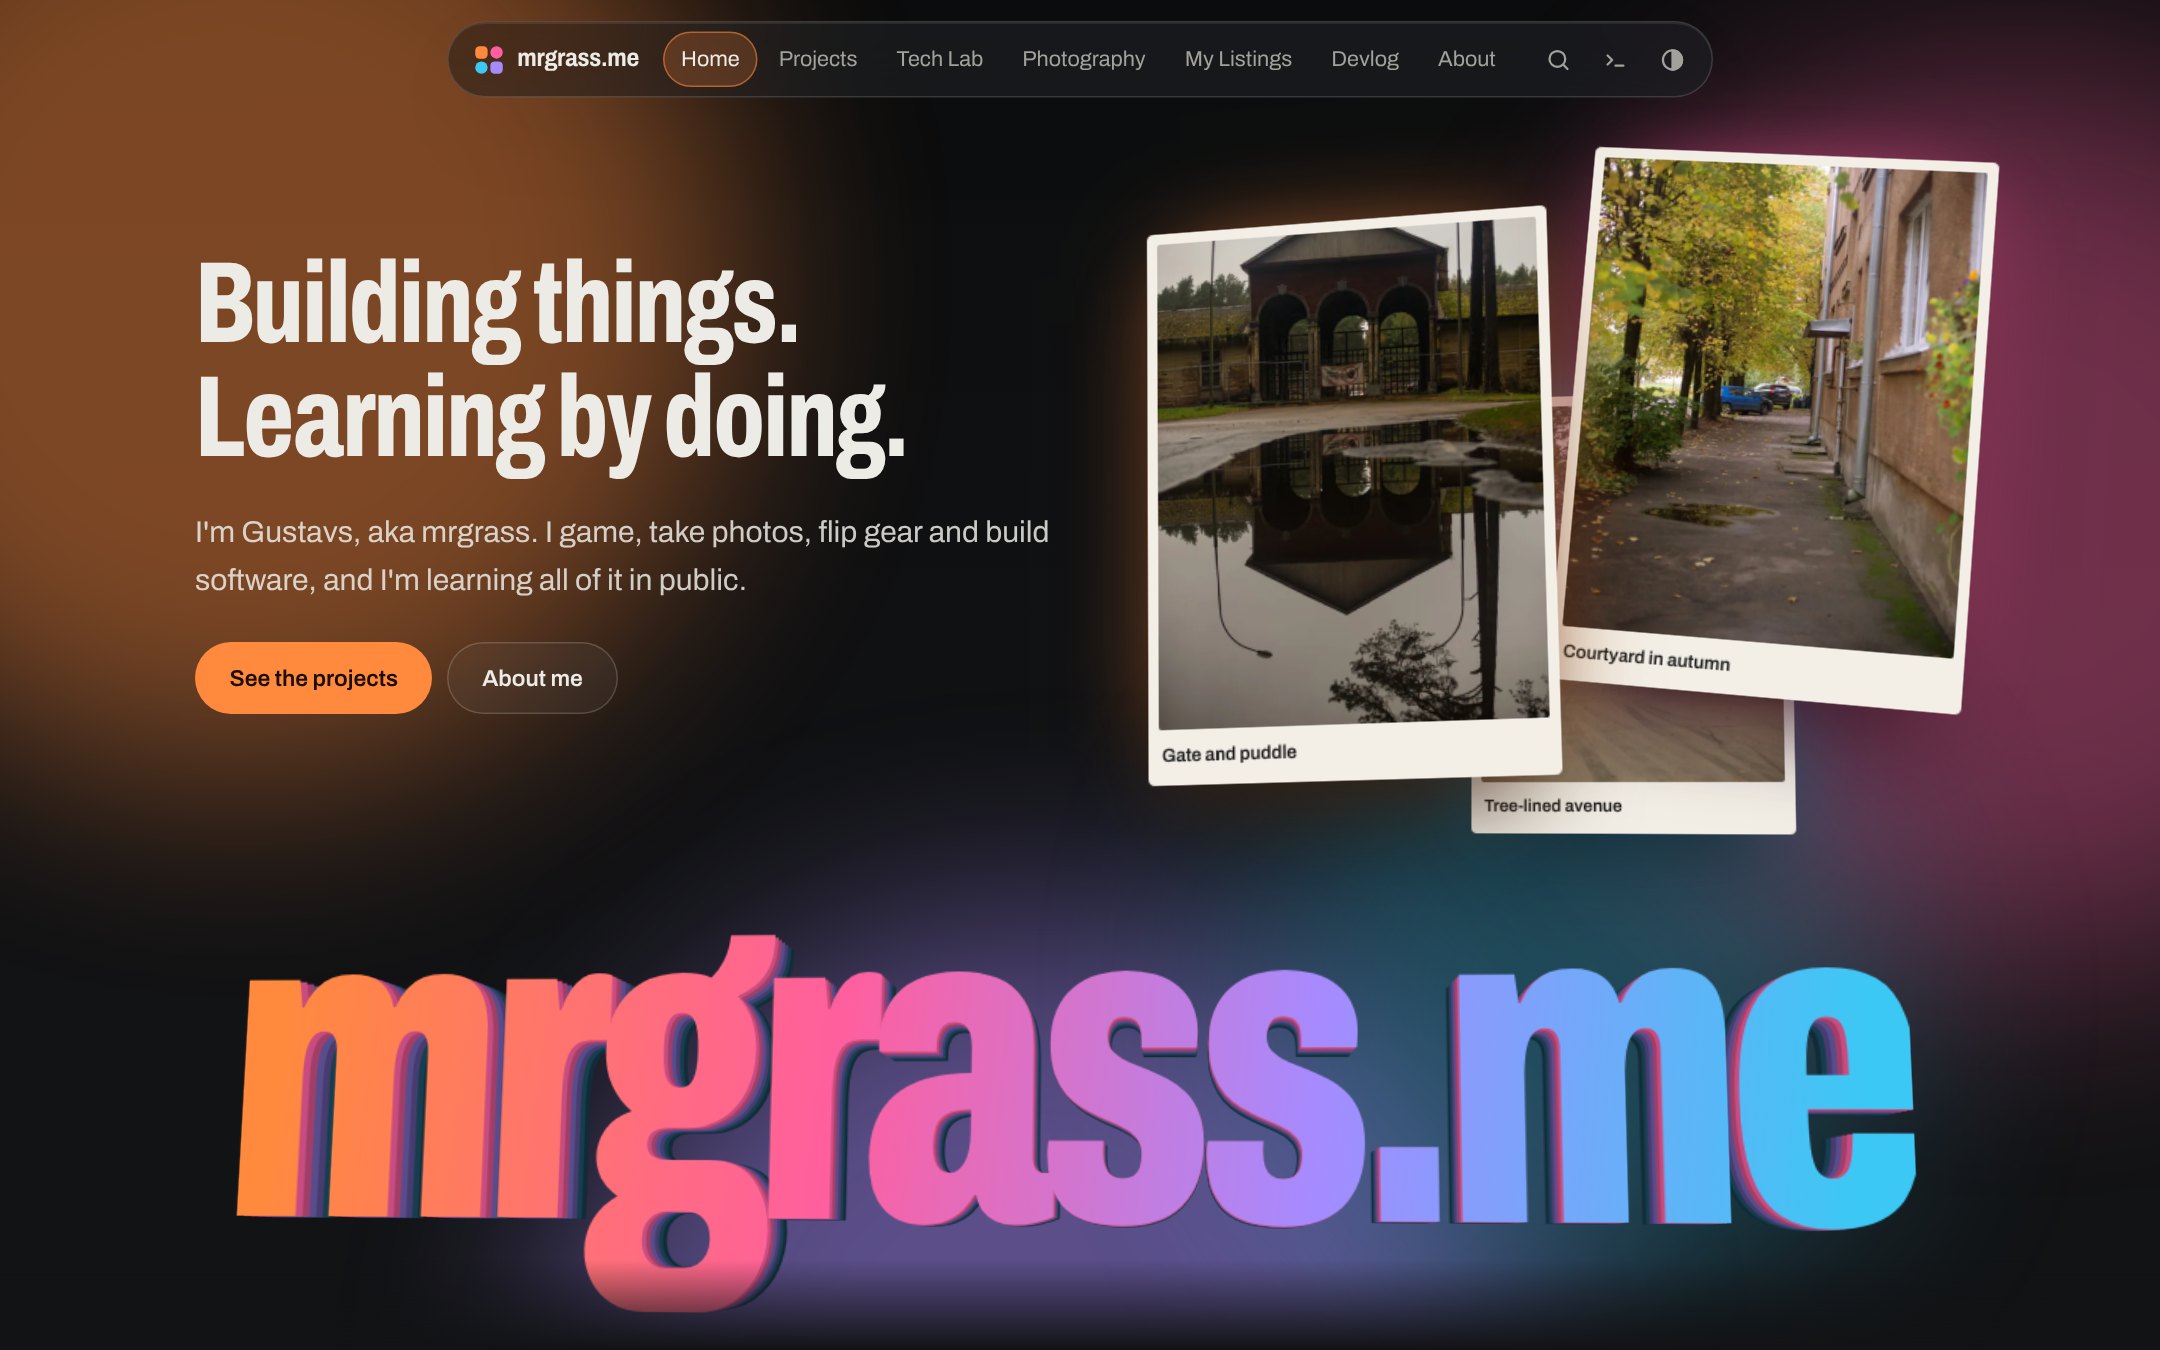 mrgrass.me
Home
Projects
Tech Lab
Photography
My Listings
Devlog
About
Building things.
Learning by doing.
I'm Gustavs, aka mrgrass. I game, take photos, flip gear and build
software, and I'm learning all of it in public.
See the projects
About me
Gate and puddle
Courtyard in autumn
Tree-lined avenue
mrgrass.me